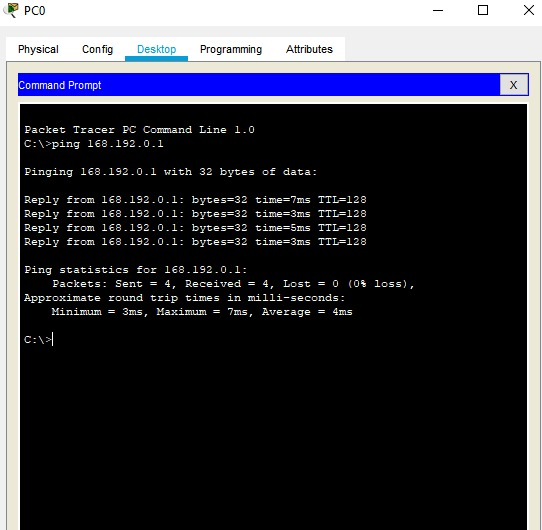 PC0
Physical Config Desktop Programming Attributes
Command Prompt
X
Packet Tracer PC Command Line 1.0
C:\>ping 168.192.0.1
Pinging 168.192.0.1 with 32 bytes of data:
Reply from 168.192.0.1: bytes=32 time=7ms TTL=128
Reply from 168.192.0.1: bytes=32 time=3ms TTL=128
Reply from 168.192.0.1: bytes=32 time=5ms TTL=128
Reply from 168.192.0.1: bytes=32 time=3ms TTL=128
Ping statistics for 168.192.0.1:
Packets: Sent = 4, Received = 4, Lost = 0 (0% loss),
Approximate round trip times in milli-seconds:
Minimum = 3ms, Maximum = 7ms, Average = 4ms
C:\>